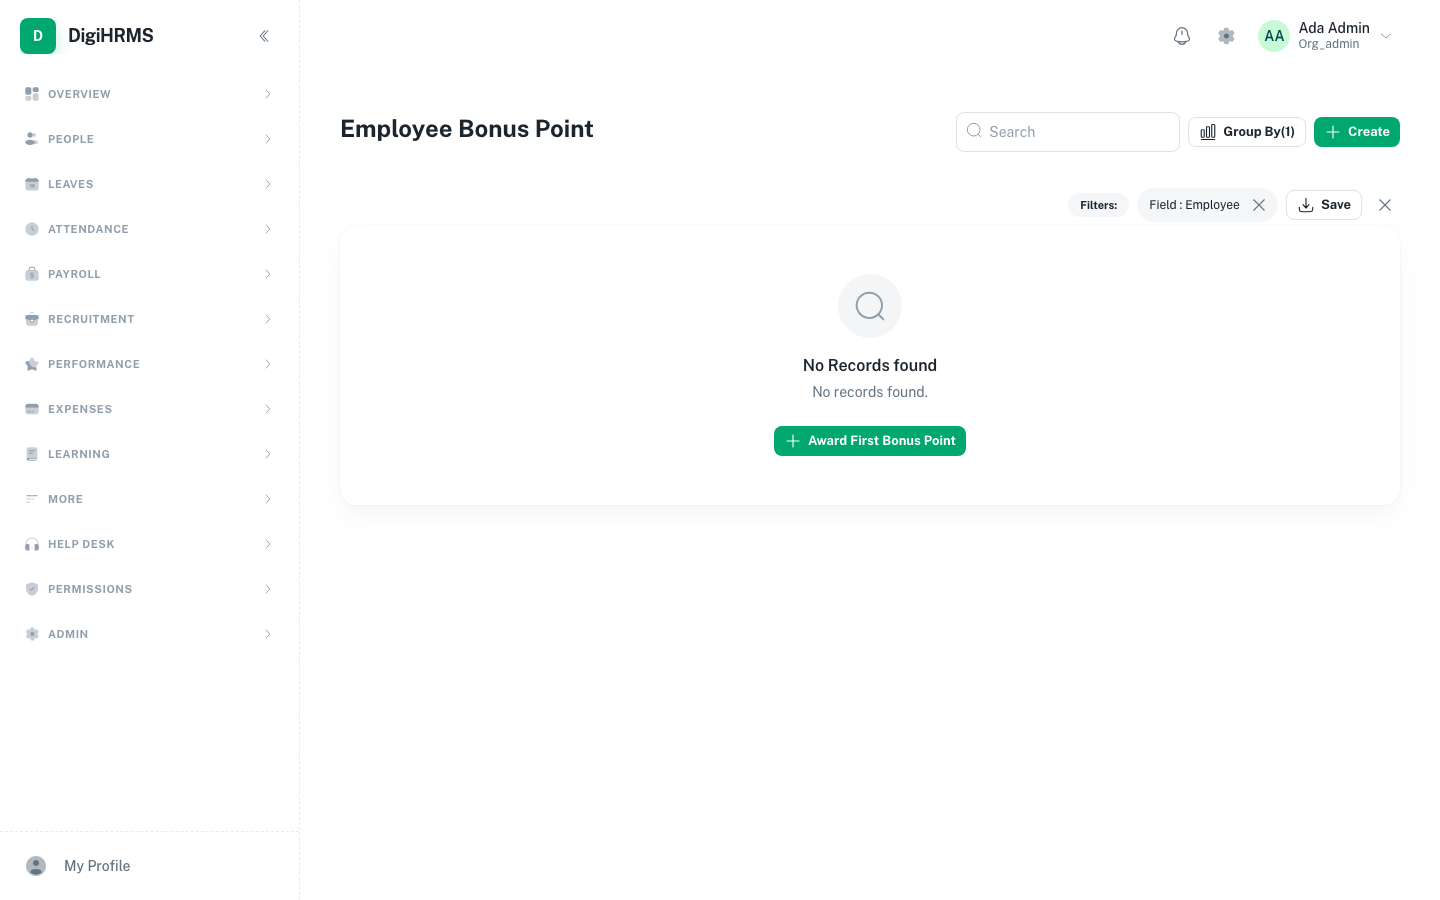 D
DigiHRMS
OVERVIEW
PEOPLE
LEAVES
ATTENDANCE
PAYROLL
RECRUITMENT
PERFORMANCE
EXPENSES
LEARNING
MORE
HELP DESK
PERMISSIONS
ADMIN
My Profile
AA
Ada Admin
Org_admin
Employee Bonus Point
Search
Group By(1)
Create
Filters:
Field : Employee
Save
No Records found
No records found.
Award First Bonus Point